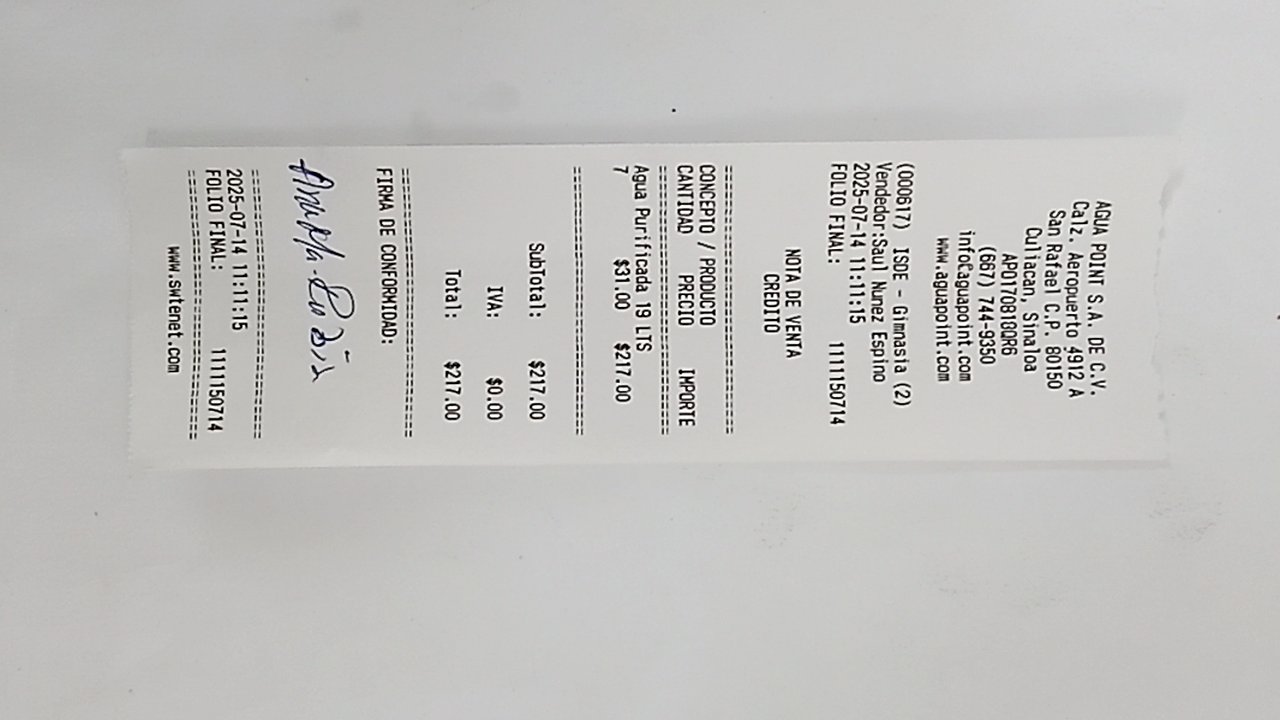 AGUA POINT S.A. DE C.V.
Calz. Aeropuerto 4912 A
San Rafael C.P. 80150
Culiacan, Sinaloa
APO170818QR6
(667) 744-9350
info@aguapoint.com
www.aguapoint.com
(000617) ISDE - Gimnasia (2)
Vendedor:Saul Nunez Espino
2025-07-14 11:11:15
FOLIO FINAL: 1111150714
NOTA DE VENTA
CREDITO
==============================
CONCEPTO / PRODUCTO
CANTIDAD PRECIO IMPORTE
==============================
Agua Purificada 19 LTS
7 $31.00 $217.00
==============================
SubTotal: $217.00
IVA: $0.00
Total: $217.00
==============================
FIRMA DE CONFORMIDAD:
==============================
2025-07-14 11:11:15
FOLIO FINAL: 1111150714
==============================
www.swtenet.com